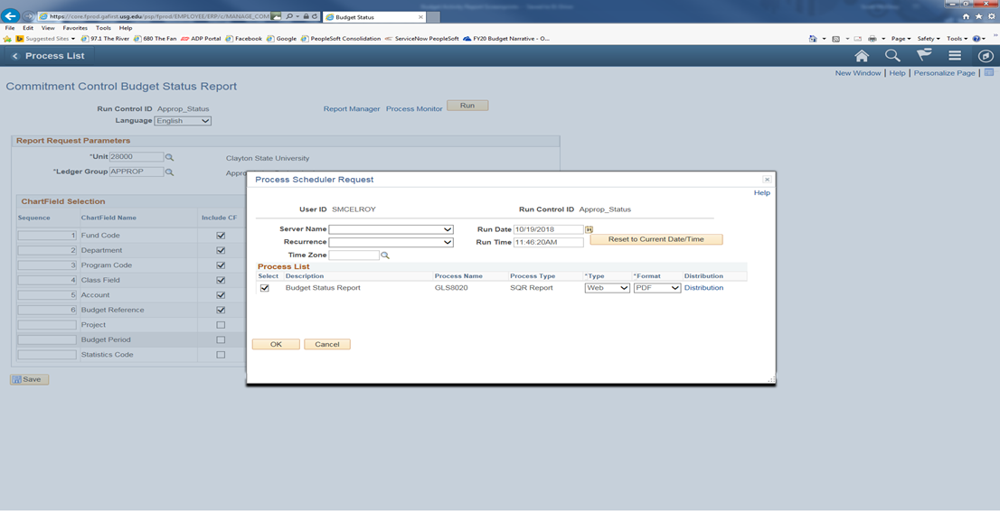 https://core.fprod.gafirst.usg.edu/psp/fprod/EMPLOYEE/ERP/s/MANAGE_COM
Budget Status
File Edit View Favorites Tools Help
Suggested Sites 97.1 The River 680 The Fan ADP Portal Facebook Google PeopleSoft Consolidation ServiceNow PeopleSoft FY20 Budget Narrative - O...
Page Safety Tools
Process List
New Window | Help | Personalize Page |
Commitment Control Budget Status Report
Run Control ID Approp_Status
Report Manager Process Monitor Run
Language English
Report Request Parameters
*Unit 28000 Clayton State University
*Ledger Group APPROP Approp
ChartField Selection
Sequence ChartField Name Include CF
1 Fund Code
2 Department
3 Program Code
4 Class Field
5 Account
6 Budget Reference
Project
Budget Period
Statistics Code
Save
Process Scheduler Request
Help
User ID SMCELROY Run Control ID Approp_Status
Server Name Run Date 10/19/2018
Recurrence Run Time 11:46:20AM Reset to Current Date/Time
Time Zone
Process List
Select Description Process Name Process Type *Type *Format Distribution
Budget Status Report GLS8020 SQR Report Web PDF Distribution
OK Cancel